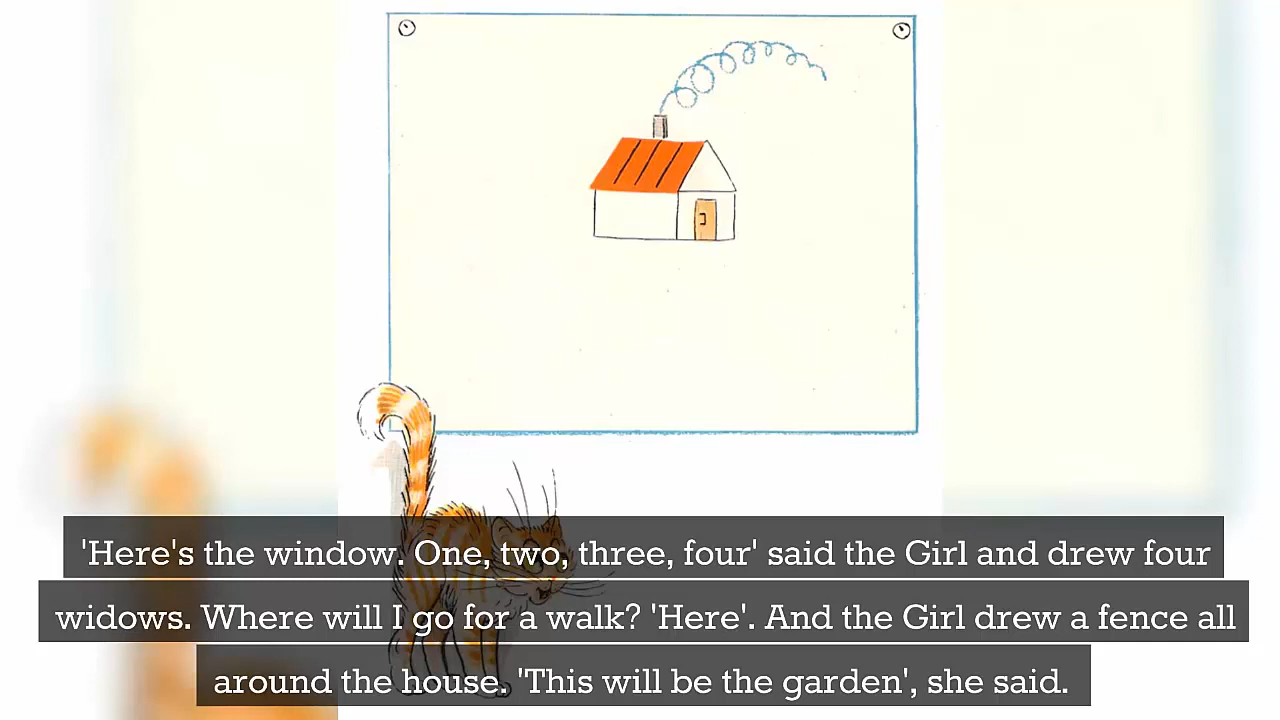 'Here's the window. One, two, three, four' said the Girl and drew four
widows. Where will I go for a walk? 'Here'. And the Girl drew a fence all
around the house. 'This will be the garden', she said.